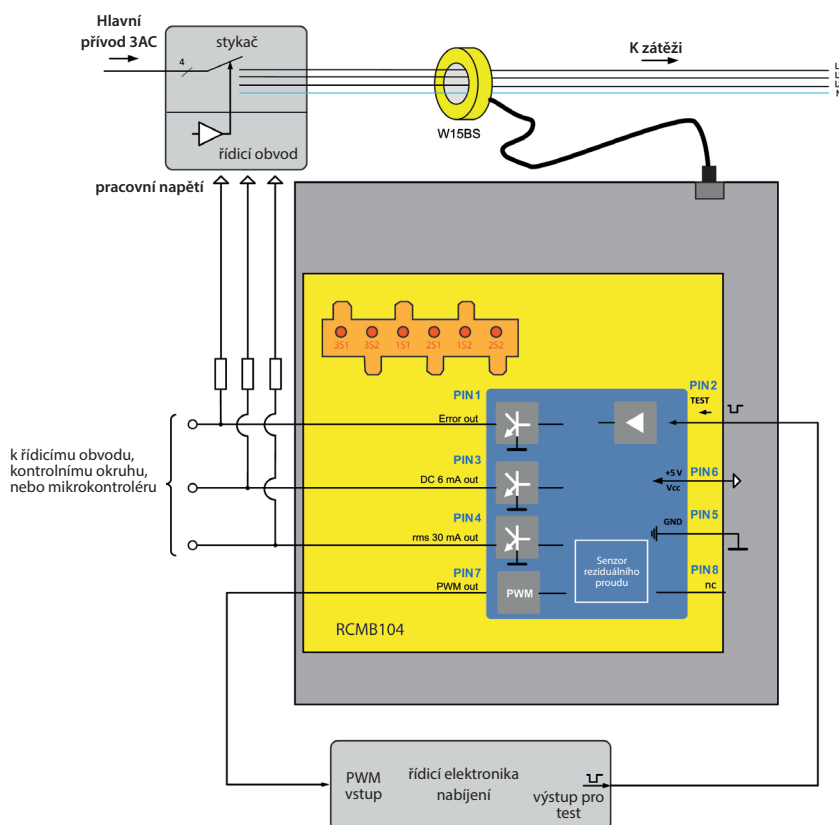 Hlavní
přívod 3AC
4
stykač
řídicí obvod
K zátěži
W15BS
pracovní napětí
3S1 3S2 1S1 2S1 1S2 2S2
k řídicímu obvodu,
kontrolnímu okruhu,
nebo mikrokontroléru
PIN1
Error out
PIN3
DC 6 mA out
PIN4
rms 30 mA out
PIN7
PWM out
PWM
PIN2
TEST
PIN6
+5 V
Vcc
PIN5
GND
PIN8
nc
Senzor
reziduálního
proudu
RCMB104
PWM
vstup
řídicí elektronika
nabíjení
výstup pro
test